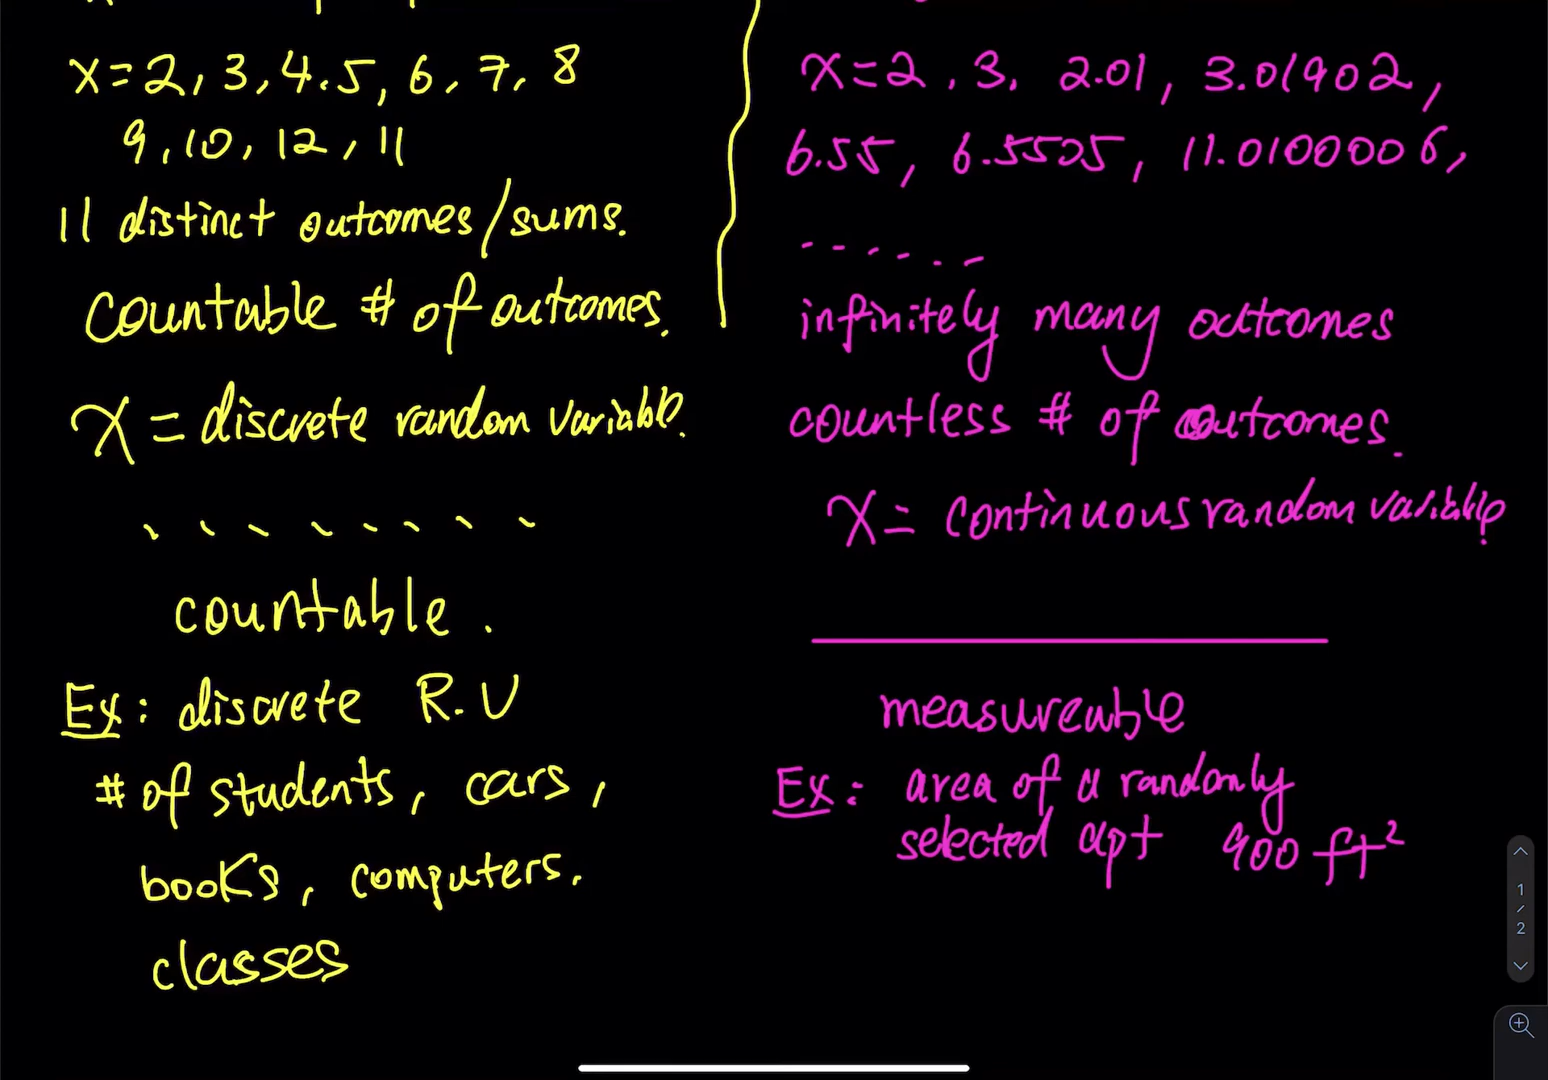 x=2, 3, 4.5, 6, 7, 8
9, 10, 12, 11
11 distinct outcomes/sums.
Countable # of outcomes.
X = discrete random variable.
countable.
Ex: discrete R.V
# of students, cars,
books, computers.
classes
x=2, 3, 2.01, 3.01902,
6.55, 6.5505, 11.0100006,
......
infinitely many outcomes
countless # of outcomes.
X = continuous random variable
measureable
Ex: area of a randomly
selected apt 900 ft²
1
/
2